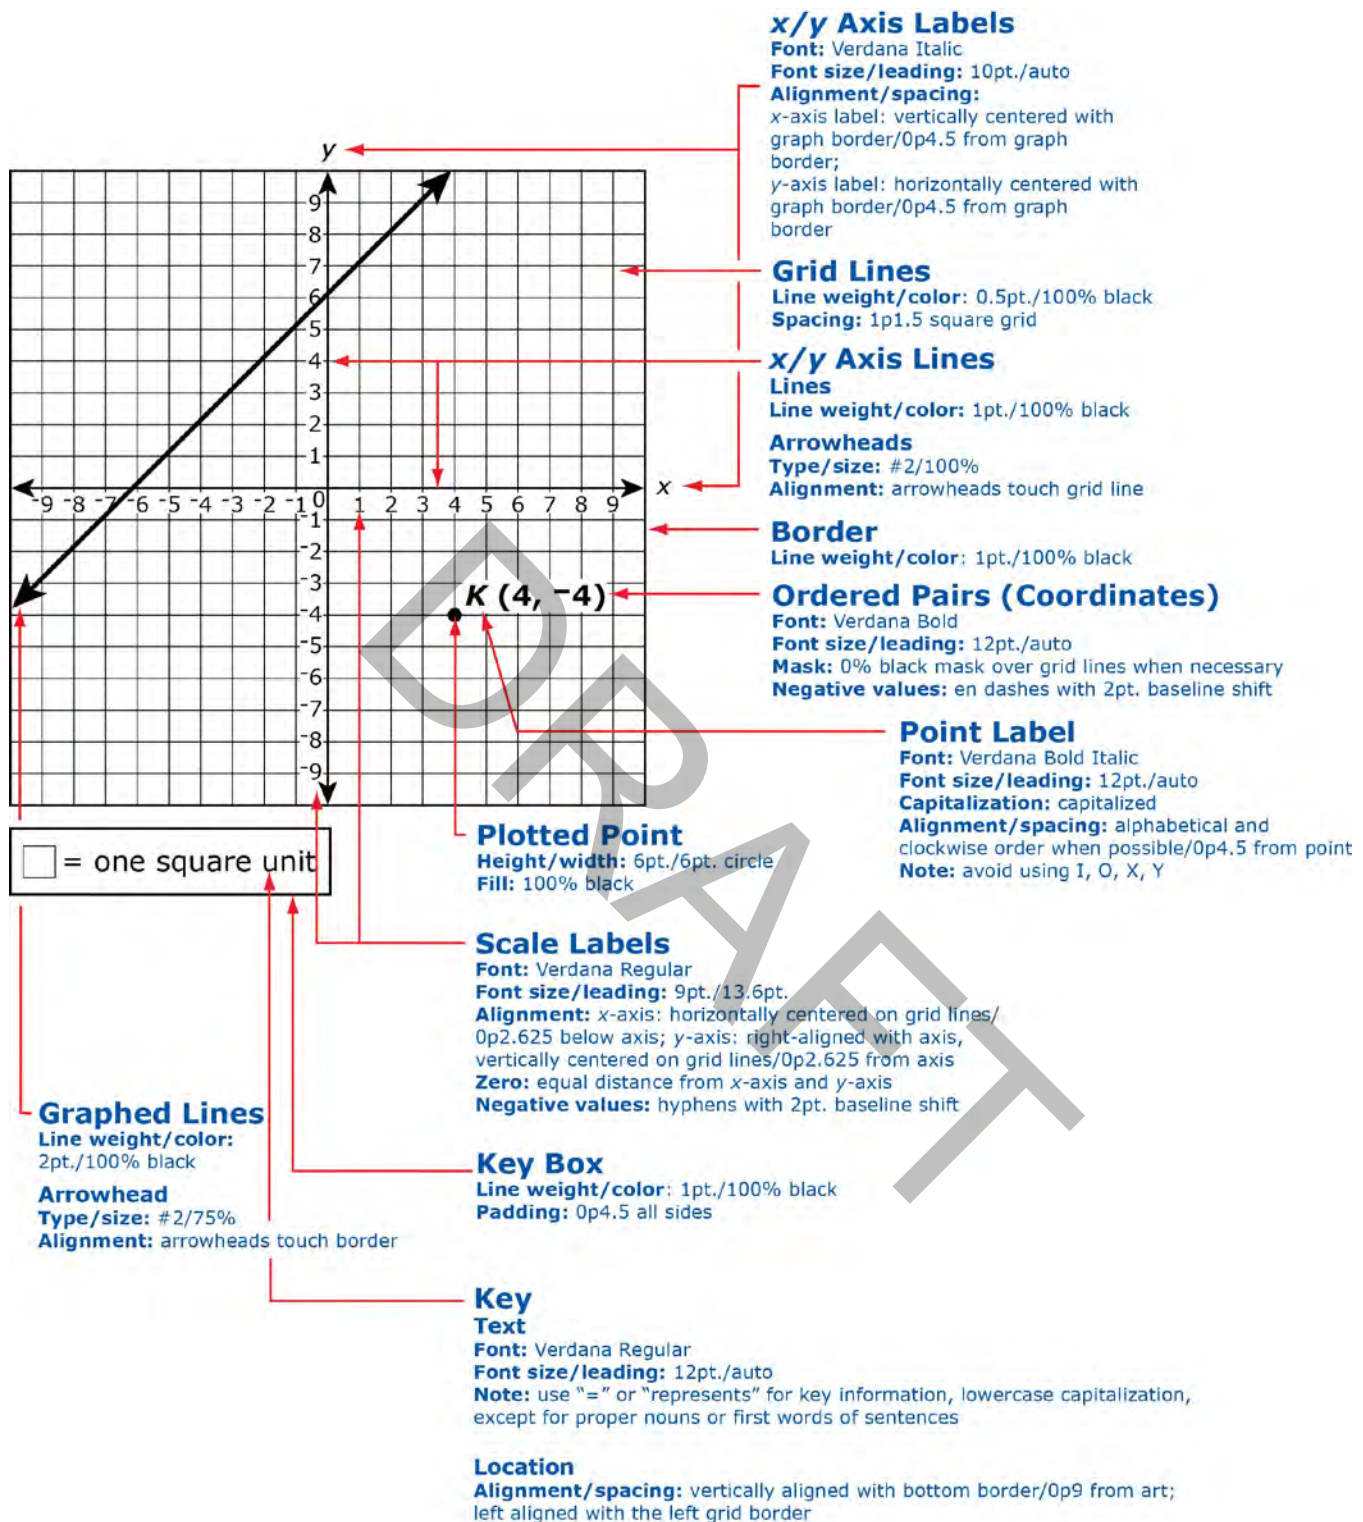 x/y Axis Labels
Font: Verdana Italic
Font size/leading: 10pt./auto
Alignment/spacing:
x-axis label: vertically centered with
graph border/0p4.5 from graph
border;
y-axis label: horizontally centered with
graph border/0p4.5 from graph
border
y
9
8
7
6
5
4
3
2
1
-9 -8 -7 -6 -5 -4 -3 -2 -1 0 1 2 3 4 5 6 7 8 9
x
-1
-2
-3
-4
-5
-6
-7
-8
-9
K (4, –4)
Grid Lines
Line weight/color: 0.5pt./100% black
Spacing: 1p1.5 square grid
x/y Axis Lines
Lines
Line weight/color: 1pt./100% black
Arrowheads
Type/size: #2/100%
Alignment: arrowheads touch grid line
Border
Line weight/color: 1pt./100% black
Ordered Pairs (Coordinates)
Font: Verdana Bold
Font size/leading: 12pt./auto
Mask: 0% black mask over grid lines when necessary
Negative values: en dashes with 2pt. baseline shift
Point Label
Font: Verdana Bold Italic
Font size/leading: 12pt./auto
Capitalization: capitalized
Alignment/spacing: alphabetical and
clockwise order when possible/0p4.5 from point
Note: avoid using I, O, X, Y
= one square unit
Plotted Point
Height/width: 6pt./6pt. circle
Fill: 100% black
Scale Labels
Font: Verdana Regular
Font size/leading: 9pt./13.6pt.
Alignment: x-axis: horizontally centered on grid lines/
0p2.625 below axis; y-axis: right-aligned with axis,
vertically centered on grid lines/0p2.625 from axis
Zero: equal distance from x-axis and y-axis
Negative values: hyphens with 2pt. baseline shift
Graphed Lines
Line weight/color:
2pt./100% black
Arrowhead
Type/size: #2/75%
Alignment: arrowheads touch border
Key Box
Line weight/color: 1pt./100% black
Padding: 0p4.5 all sides
Key
Text
Font: Verdana Regular
Font size/leading: 12pt./auto
Note: use “=” or “represents” for key information, lowercase capitalization,
except for proper nouns or first words of sentences
Location
Alignment/spacing: vertically aligned with bottom border/0p9 from art;
left aligned with the left grid border
DRAFT